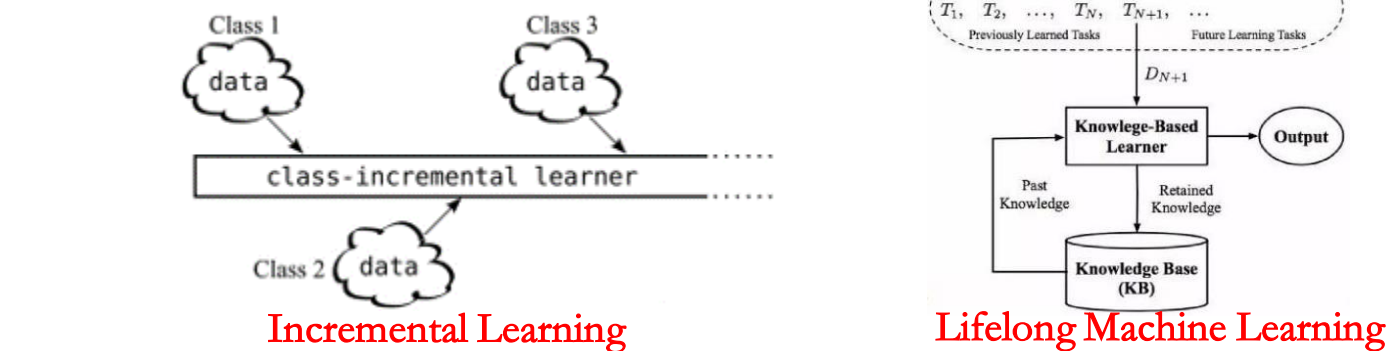 Class 1
data
Class 3
data
class-incremental learner
Class 2
data
Incremental Learning
T1, T2, ..., TN, TN+1, ...
Previously Learned Tasks
Future Learning Tasks
DN+1
Knowlege-Based
Learner
Output
Past
Knowledge
Retained
Knowledge
Knowledge Base
(KB)
Lifelong Machine Learning